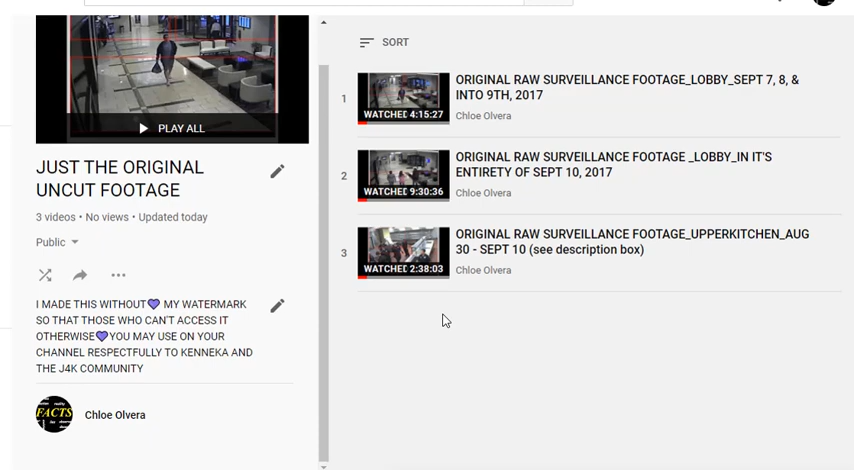 PLAY ALL
JUST THE ORIGINAL
UNCUT FOOTAGE
3 videos • No views • Updated today
Public
I MADE THIS WITHOUT💜 MY WATERMARK
SO THAT THOSE WHO CAN'T ACCESS IT
OTHERWISE💜YOU MAY USE ON YOUR
CHANNEL RESPECTFULLY TO KENNEKA AND
THE J4K COMMUNITY
FACTS
Chloe Olvera
SORT
1
WATCHED 4:15:27
ORIGINAL RAW SURVEILLANCE FOOTAGE_LOBBY_SEPT 7, 8, &
INTO 9TH, 2017
Chloe Olvera
2
WATCHED 9:30:36
ORIGINAL RAW SURVEILLANCE FOOTAGE _LOBBY_IN IT'S
ENTIRETY OF SEPT 10, 2017
Chloe Olvera
3
WATCHED 2:38:03
ORIGINAL RAW SURVEILLANCE FOOTAGE_UPPERKITCHEN_AUG
30 - SEPT 10 (see description box)
Chloe Olvera